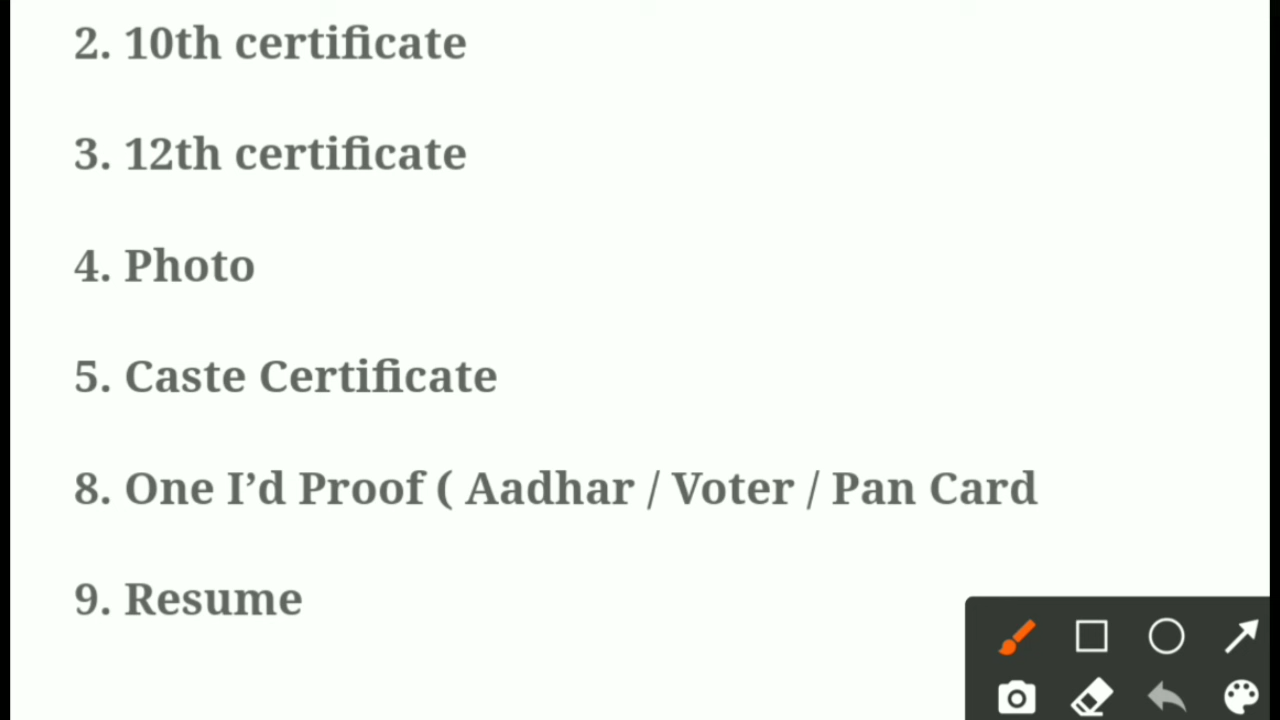 2. 10th certificate
3. 12th certificate
4. Photo
5. Caste Certificate
8. One I’d Proof ( Aadhar / Voter / Pan Card
9. Resume